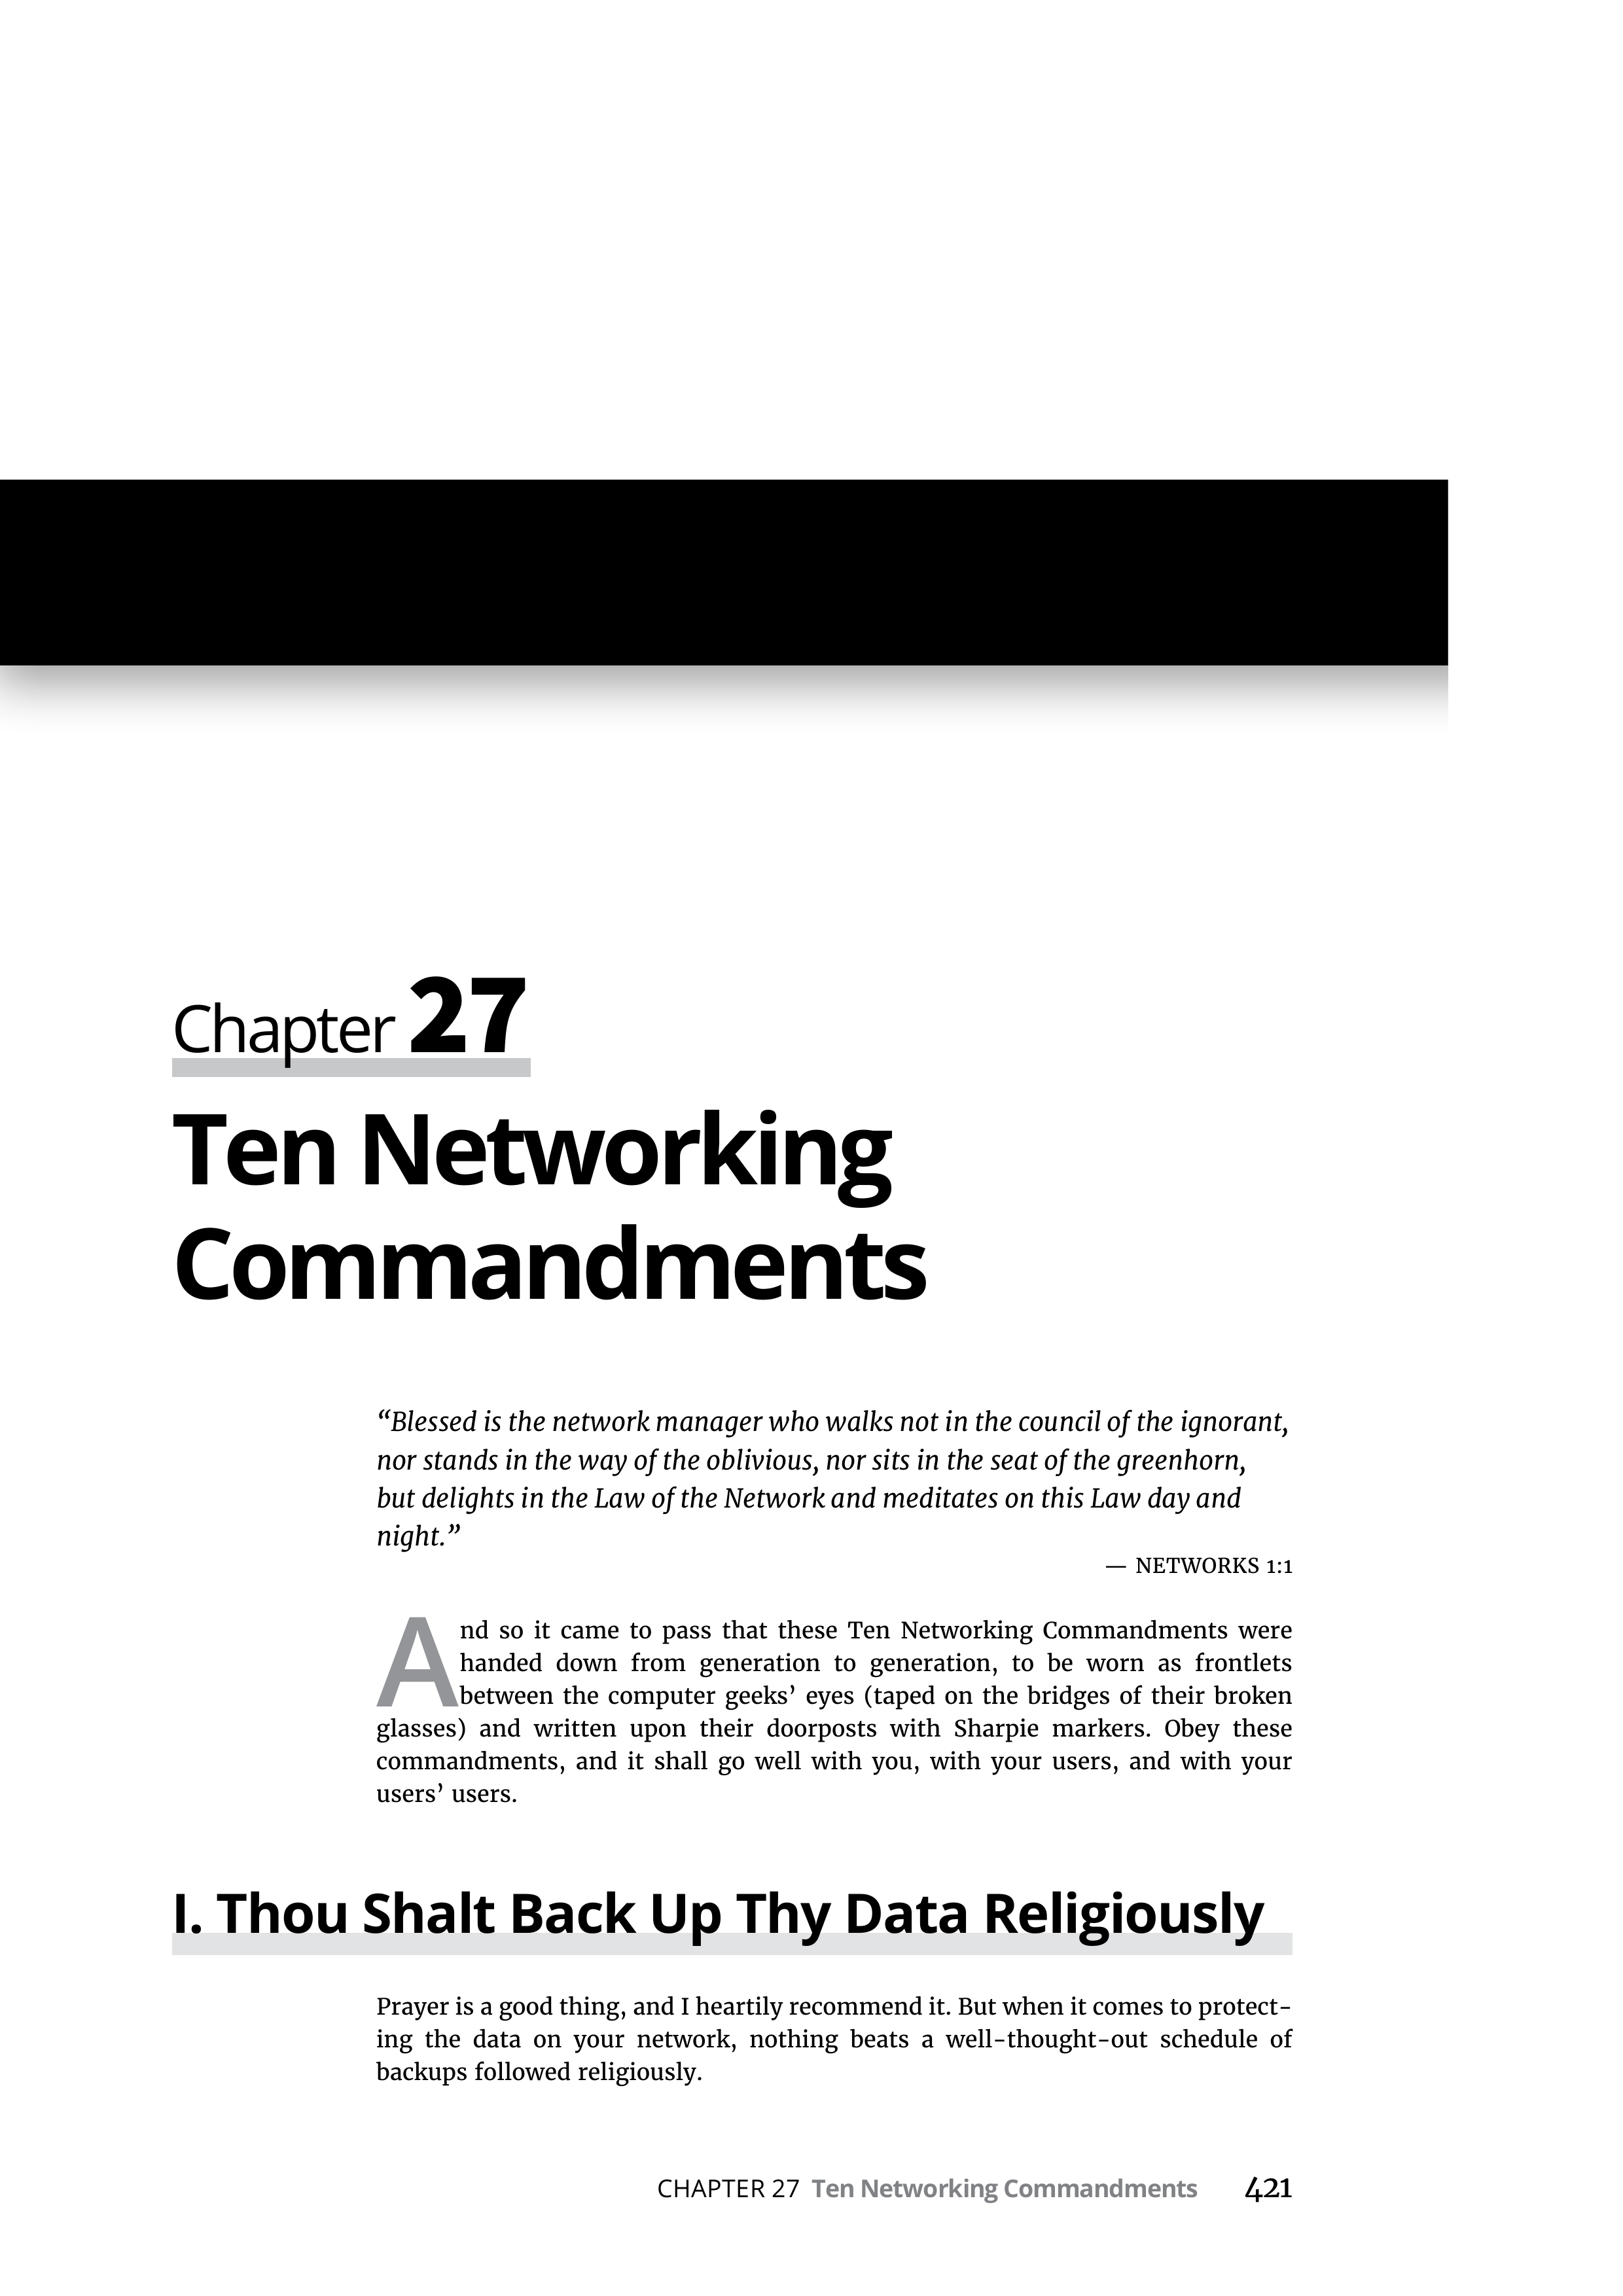 Chapter 27
Ten Networking
Commandments
“Blessed is the network manager who walks not in the council of the ignorant,
nor stands in the way of the oblivious, nor sits in the seat of the greenhorn,
but delights in the Law of the Network and meditates on this Law day and
night.”
— NETWORKS 1:1
And so it came to pass that these Ten Networking Commandments were
handed down from generation to generation, to be worn as frontlets
between the computer geeks’ eyes (taped on the bridges of their broken
glasses) and written upon their doorposts with Sharpie markers. Obey these
commandments, and it shall go well with you, with your users, and with your
users’ users.
I. Thou Shalt Back Up Thy Data Religiously
Prayer is a good thing, and I heartily recommend it. But when it comes to protect-
ing the data on your network, nothing beats a well-thought-out schedule of
backups followed religiously.
CHAPTER 27 Ten Networking Commandments 421